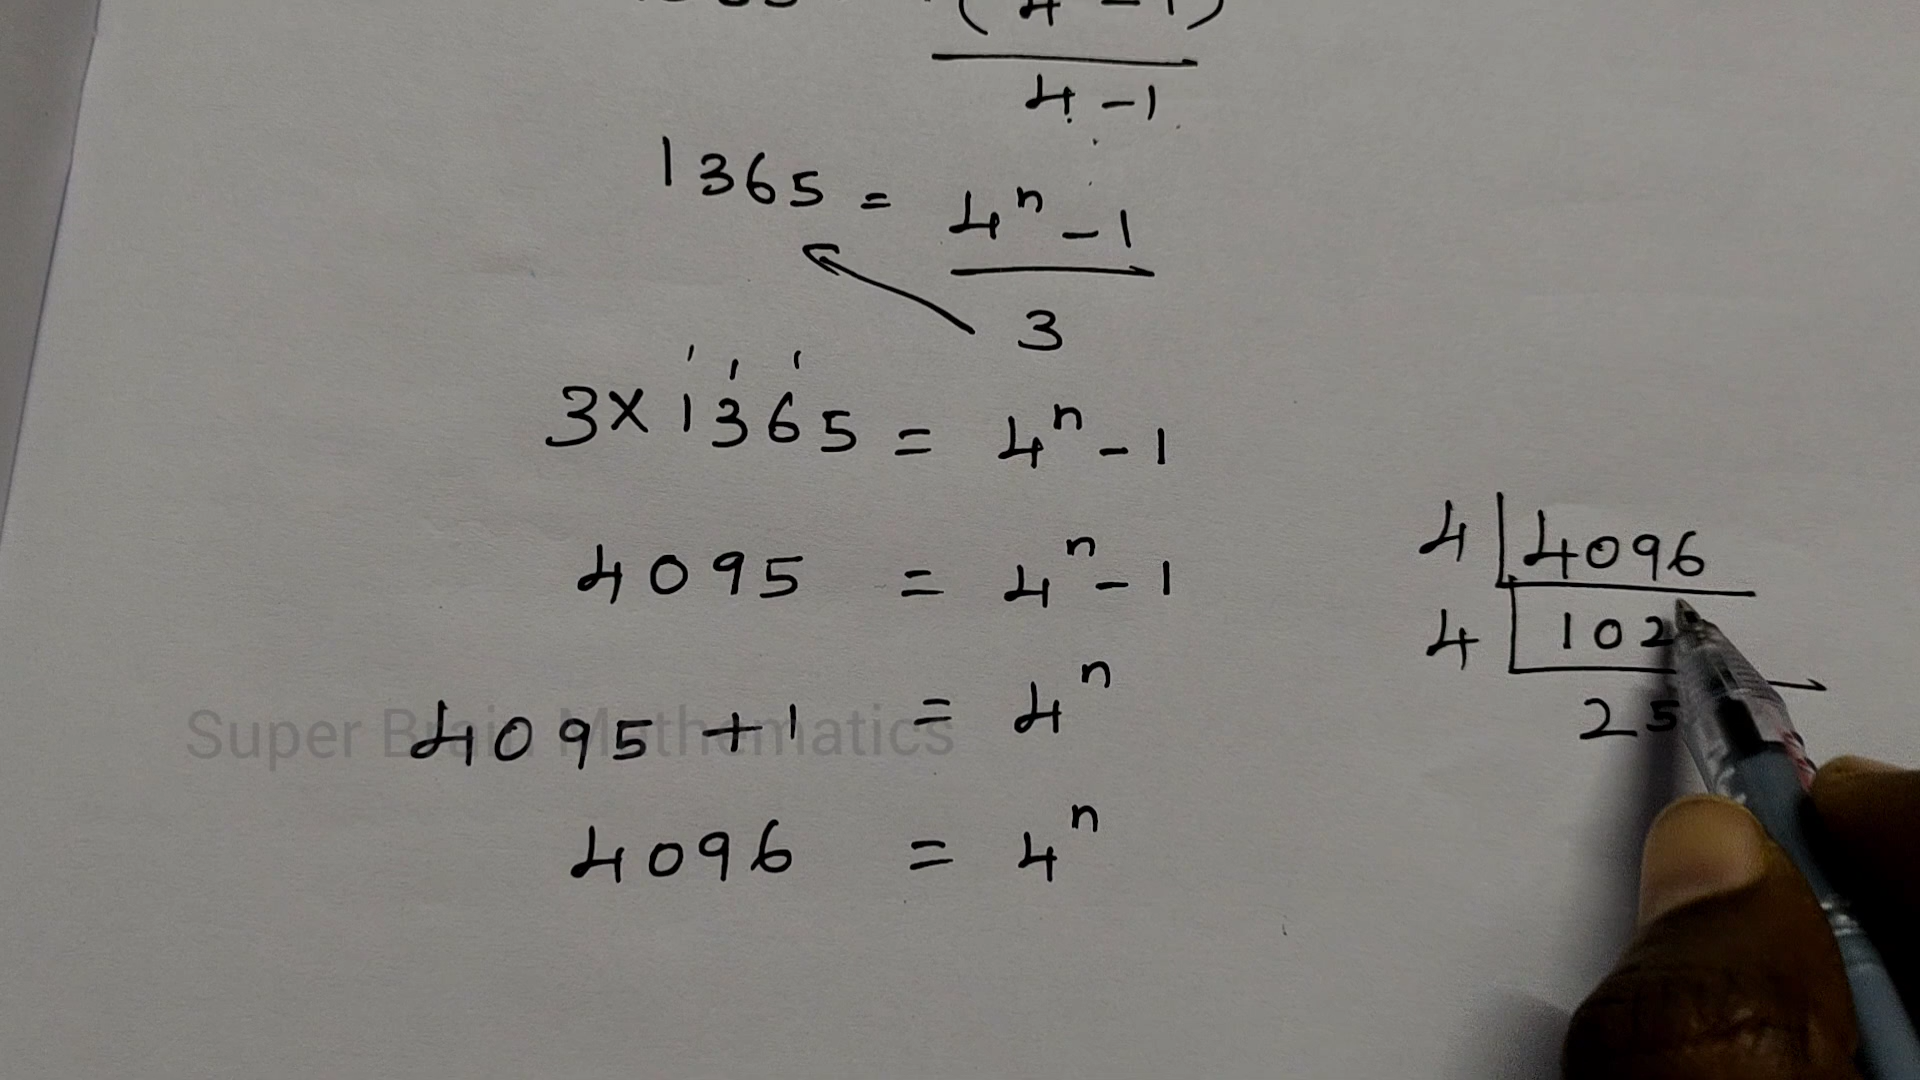 4 - 1
1365 = 4ⁿ - 1
3
3 × 1365 = 4ⁿ - 1
4095 = 4ⁿ - 1
4095 + 1 = 4ⁿ
4096 = 4ⁿ
Super Brain Mathematics
4 | 4096
4 | 102
25